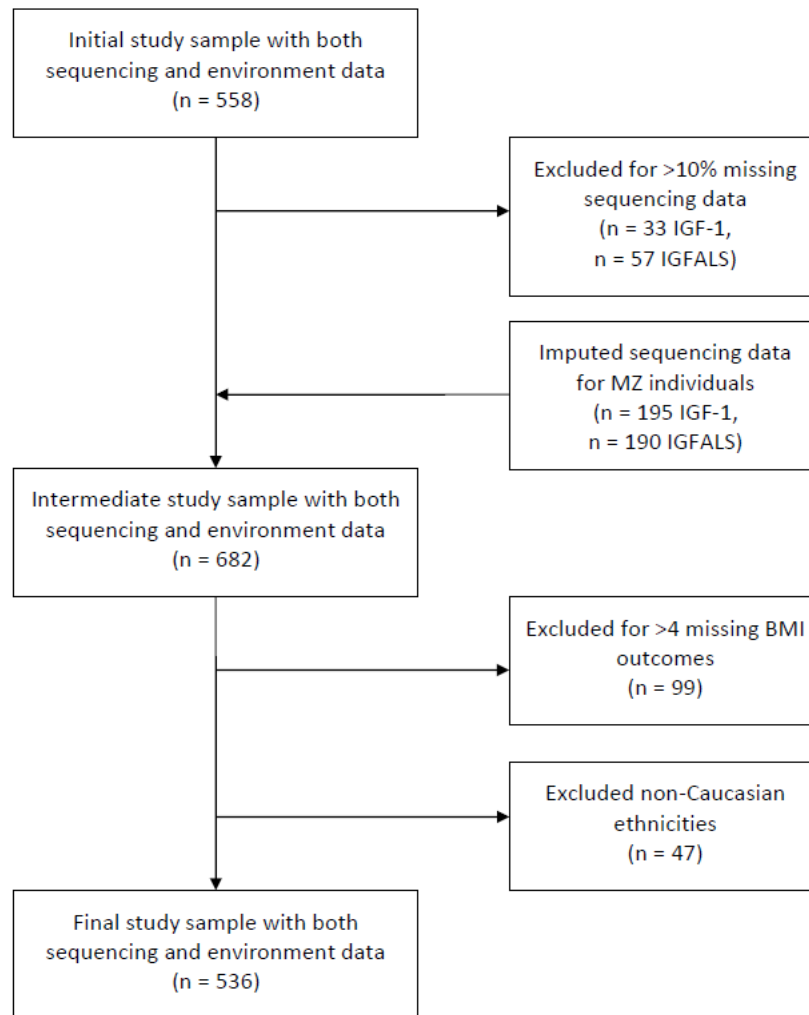 Initial study sample with both
sequencing and environment data
(n = 558)
Excluded for >10% missing
sequencing data
(n = 33 IGF-1,
n = 57 IGFALS)
Imputed sequencing data
for MZ individuals
(n = 195 IGF-1,
n = 190 IGFALS)
Intermediate study sample with both
sequencing and environment data
(n = 682)
Excluded for >4 missing BMI
outcomes
(n = 99)
Excluded non-Caucasian
ethnicities
(n = 47)
Final study sample with both
sequencing and environment data
(n = 536)